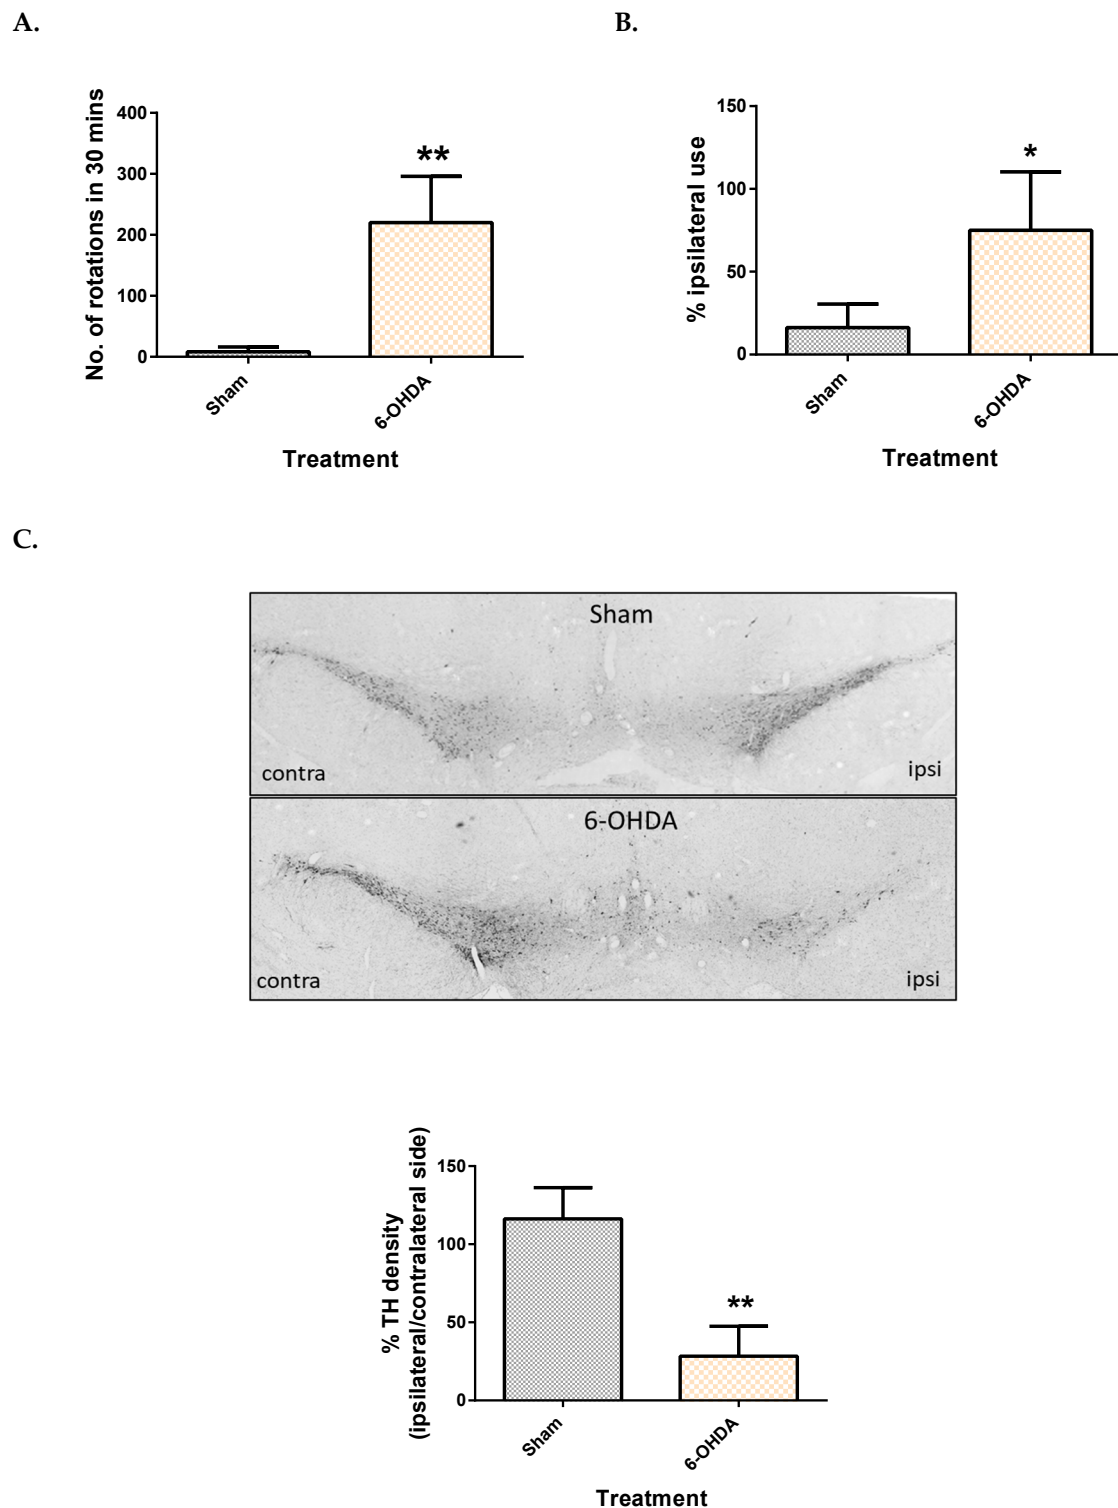 A.
B.
No. of rotations in 30 mins
400
300
200
100
0
**
Sham
6-OHDA
Treatment
% ipsilateral use
150
100
50
0
*
Sham
6-OHDA
Treatment
C.
Sham
contra
ipsi
6-OHDA
contra
ipsi
% TH density
(ipsilateral/contralateral side)
150
100
50
0
**
Sham
6-OHDA
Treatment